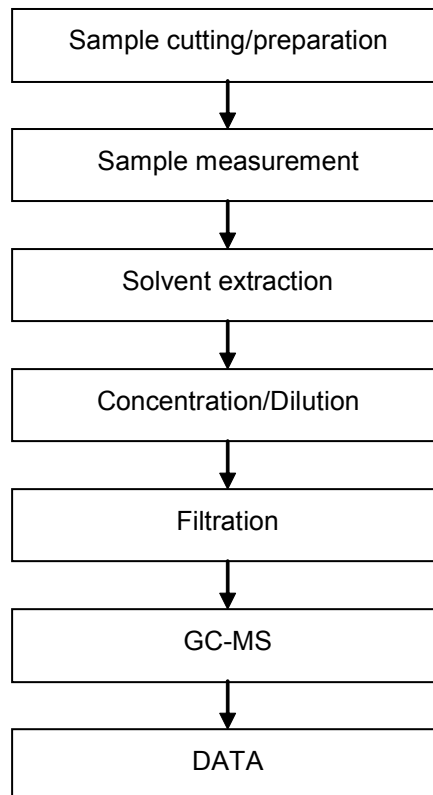 Sample cutting/preparation
Sample measurement
Solvent extraction
Concentration/Dilution
Filtration
GC-MS
DATA